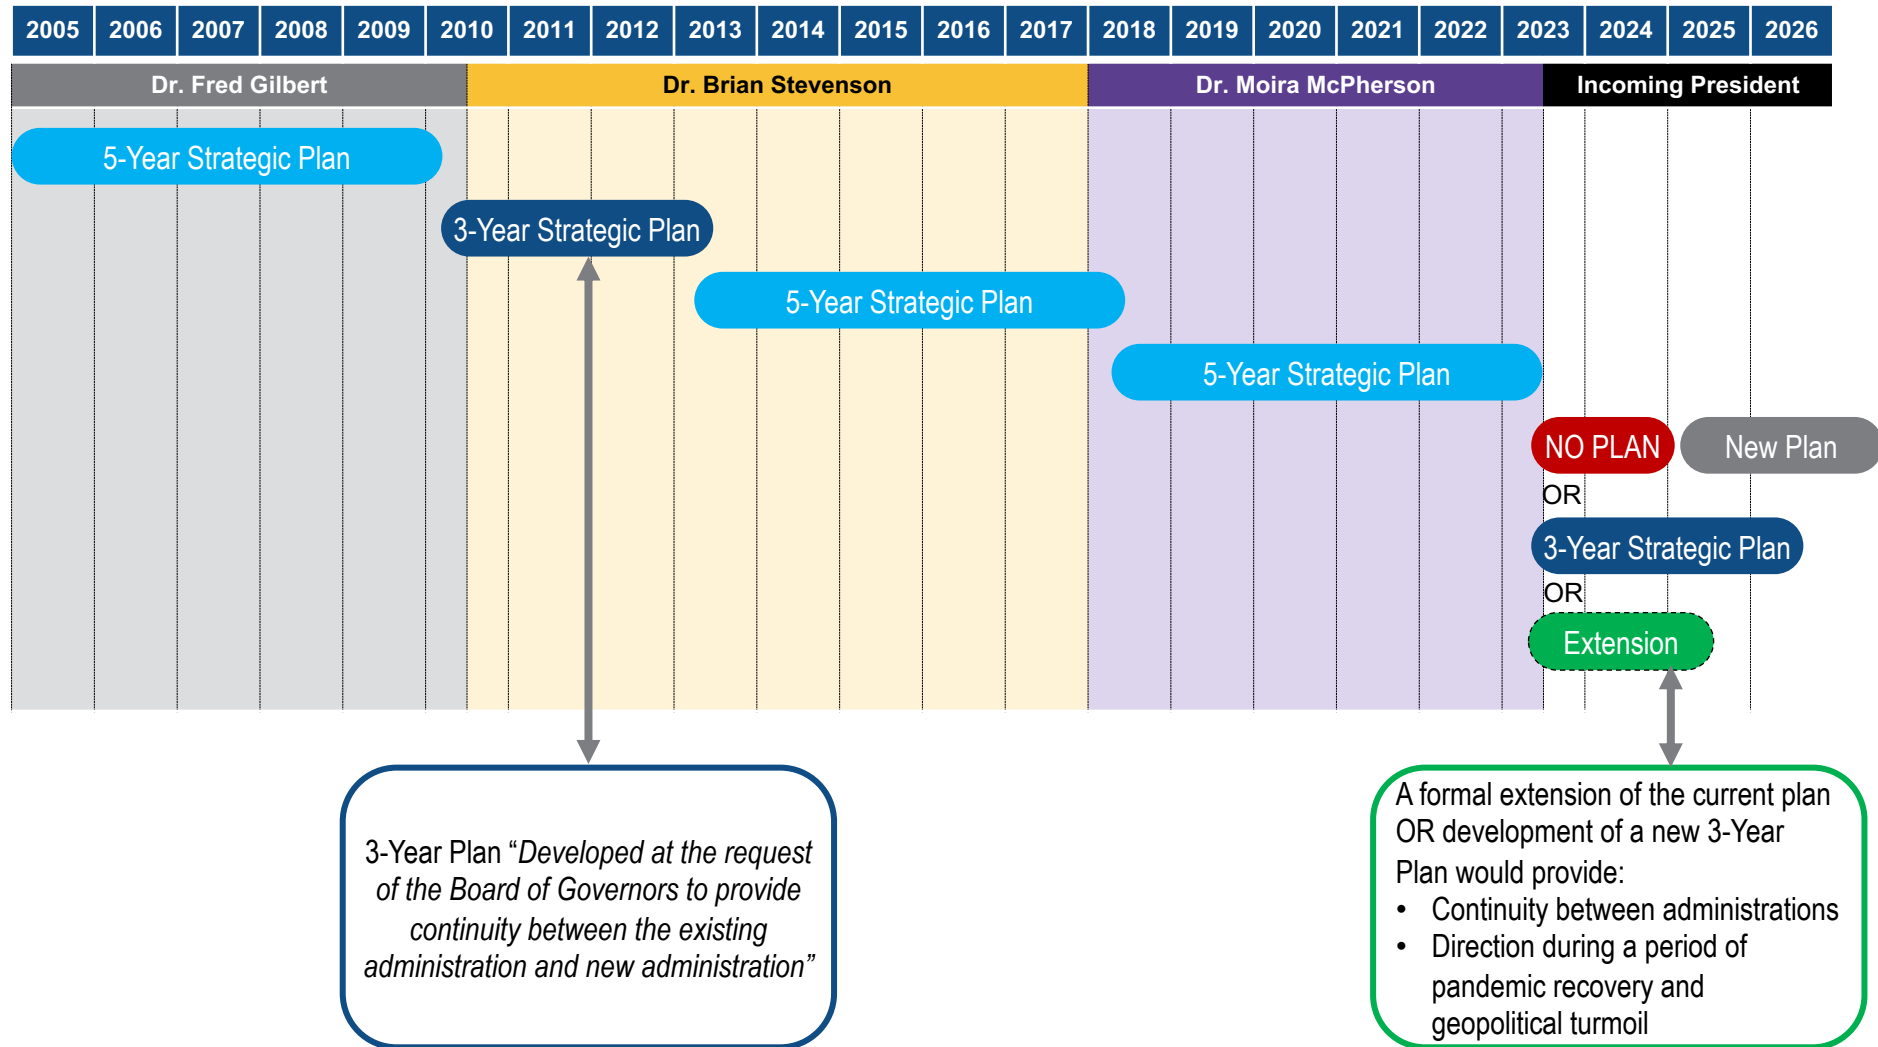 2005 2006 2007 2008 2009 2010 2011 2012 2013 2014 2015 2016 2017 2018 2019 2020 2021 2022 2023 2024 2025 2026
Dr. Fred Gilbert Dr. Brian Stevenson Dr. Moira McPherson Incoming President
5-Year Strategic Plan
3-Year Strategic Plan
5-Year Strategic Plan
5-Year Strategic Plan
NO PLAN New Plan
OR
3-Year Strategic Plan
OR
Extension
3-Year Plan “Developed at the request
of the Board of Governors to provide
continuity between the existing
administration and new administration”
A formal extension of the current plan
OR development of a new 3-Year
Plan would provide:
• Continuity between administrations
• Direction during a period of
pandemic recovery and
geopolitical turmoil